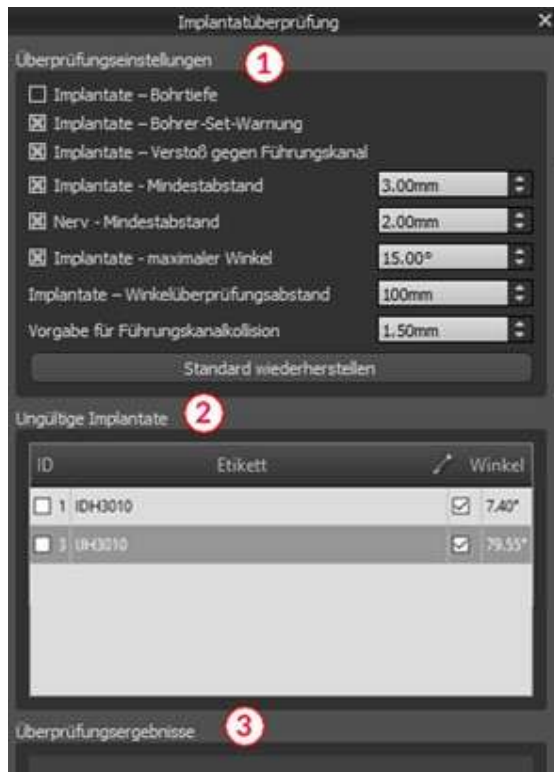 Implantatüberprüfung X
Überprüfungseinstellungen 1
Implantate – Bohrtiefe
Implantate – Bohrer-Set-Warnung
Implantate – Verstoß gegen Führungskanal
Implantate - Mindestabstand 3.00mm
Nerv - Mindestabstand 2.00mm
Implantate - maximaler Winkel 15.00°
Implantate – Winkelüberprüfungsabstand 100mm
Vorgabe für Führungskanalkollision 1.50mm
Standard wiederherstellen
Ungültige Implantate 2
ID Etikett Winkel
1 IDH3010 7.40°
3 UH3010 79.55°
Überprüfungsergebnisse 3